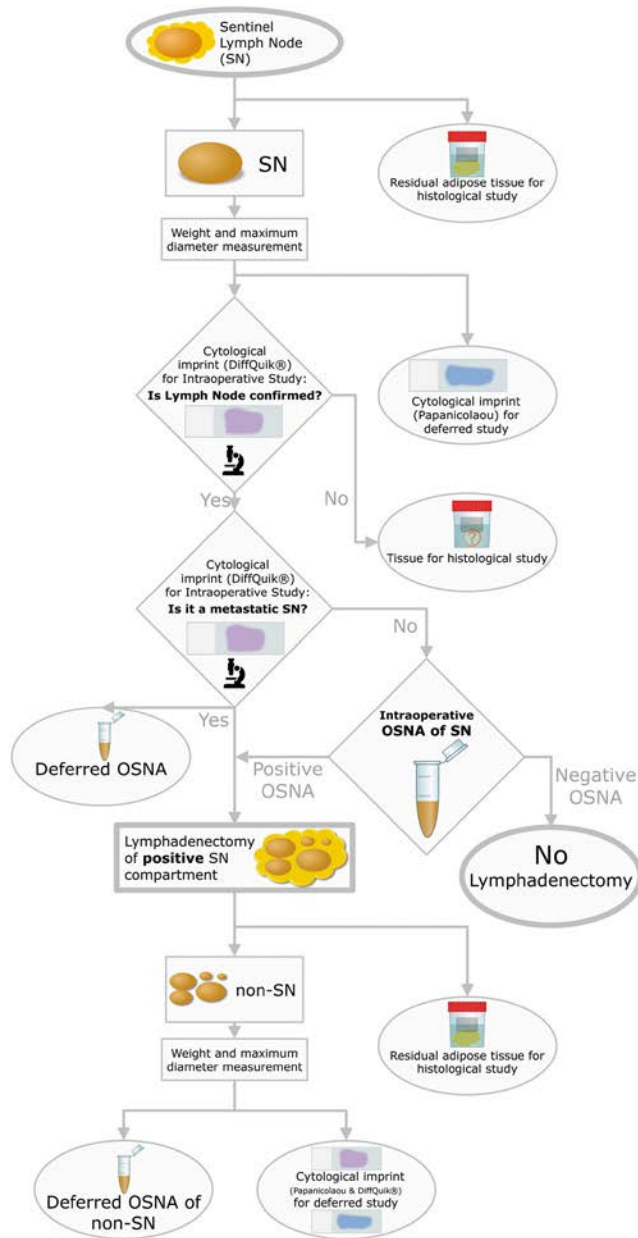 Sentinel
Lymph Node
(SN)
SN
Residual adipose tissue for
histological study
Weight and maximum
diameter measurement
Cytological
imprint (DiffQuik®)
for Intraoperative Study:
Is Lymph Node confirmed?
Cytological imprint
(Papanicolaou) for
deferred study
Yes
No
?
Tissue for histological study
Cytological
imprint (DiffQuik®)
for Intraoperative Study:
Is it a metastatic SN?
No
Yes
Deferred OSNA
Intraoperative
OSNA of SN
Positive
OSNA
Negative
OSNA
Lymphadenectomy
of positive SN
compartment
No
Lymphadenectomy
non-SN
Residual adipose tissue for
histological study
Weight and maximum
diameter measurement
Deferred OSNA of
non-SN
Cytological imprint
(Papanicolaou & DiffQuik®)
for deferred study